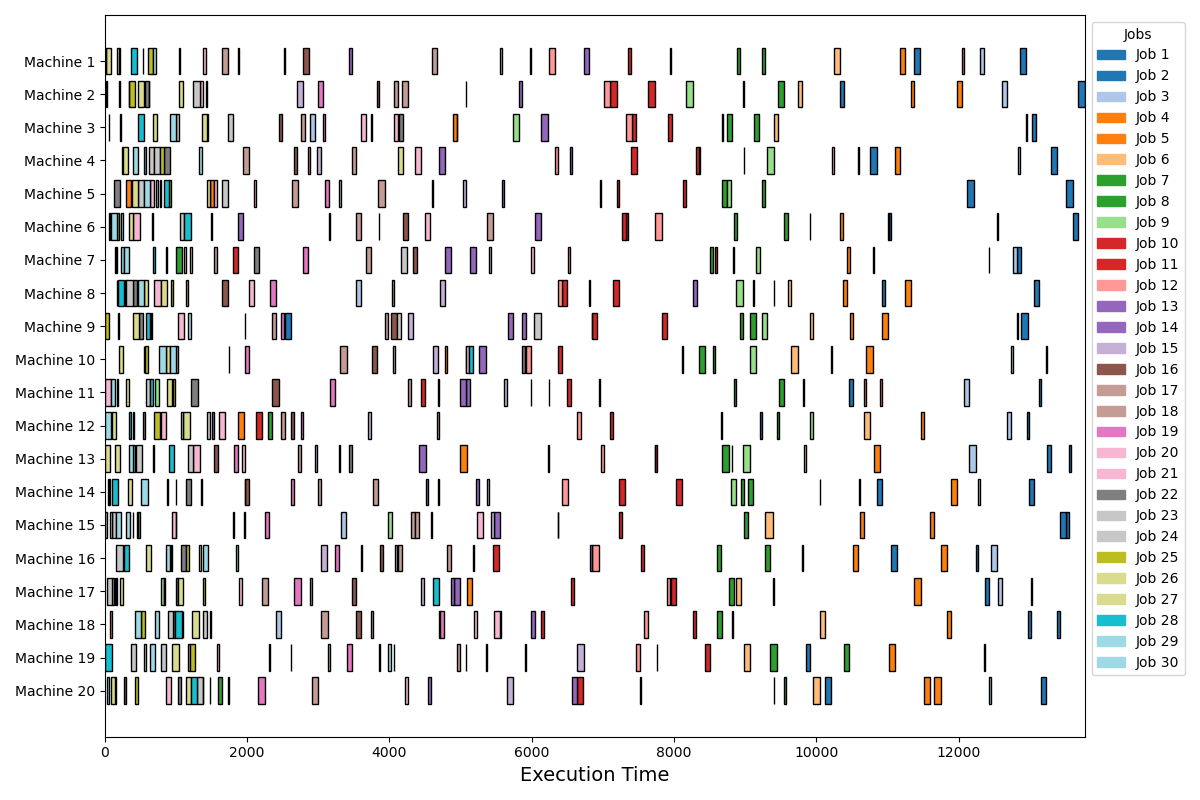 Machine 1
Machine 2
Machine 3
Machine 4
Machine 5
Machine 6
Machine 7
Machine 8
Machine 9
Machine 10
Machine 11
Machine 12
Machine 13
Machine 14
Machine 15
Machine 16
Machine 17
Machine 18
Machine 19
Machine 20
0 2000 4000 6000 8000 10000 12000
Execution Time
Jobs
Job 1
Job 2
Job 3
Job 4
Job 5
Job 6
Job 7
Job 8
Job 9
Job 10
Job 11
Job 12
Job 13
Job 14
Job 15
Job 16
Job 17
Job 18
Job 19
Job 20
Job 21
Job 22
Job 23
Job 24
Job 25
Job 26
Job 27
Job 28
Job 29
Job 30